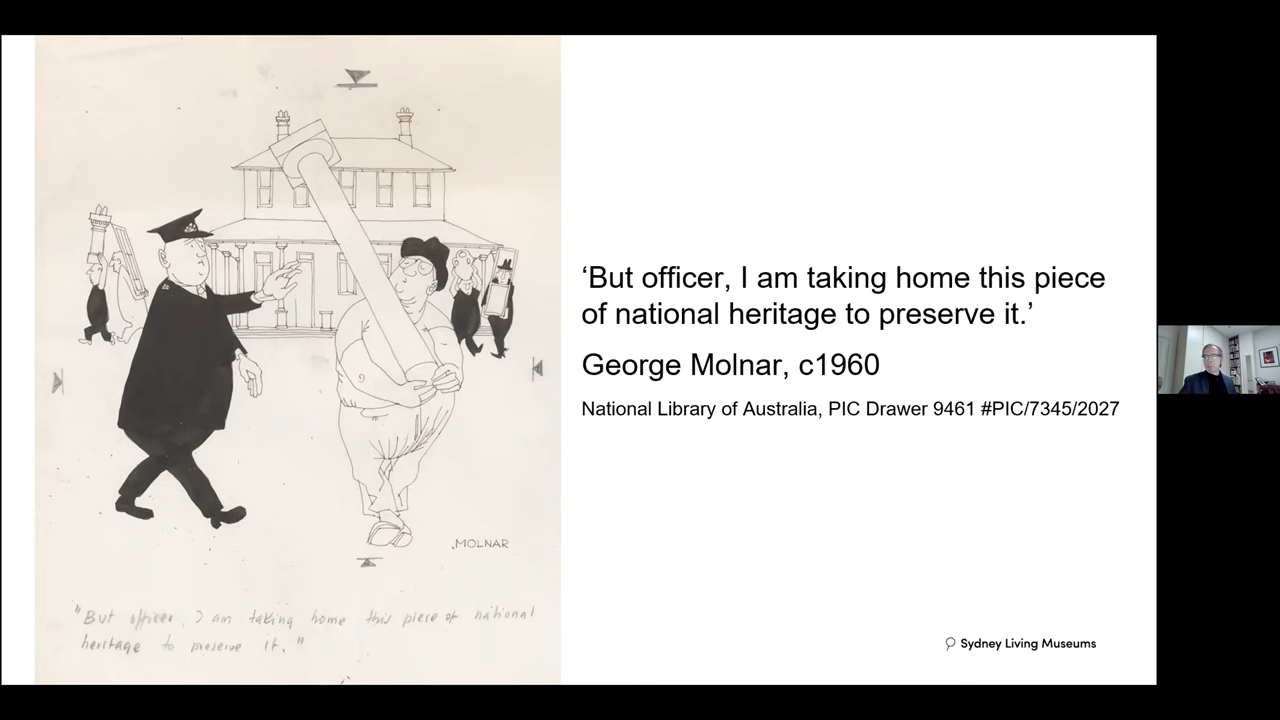 MOLNAR
"But officer, I am taking home this piece of national
heritage to preserve it."
‘But officer, I am taking home this piece
of national heritage to preserve it.’
George Molnar, c1960
National Library of Australia, PIC Drawer 9461 #PIC/7345/2027
Sydney Living Museums